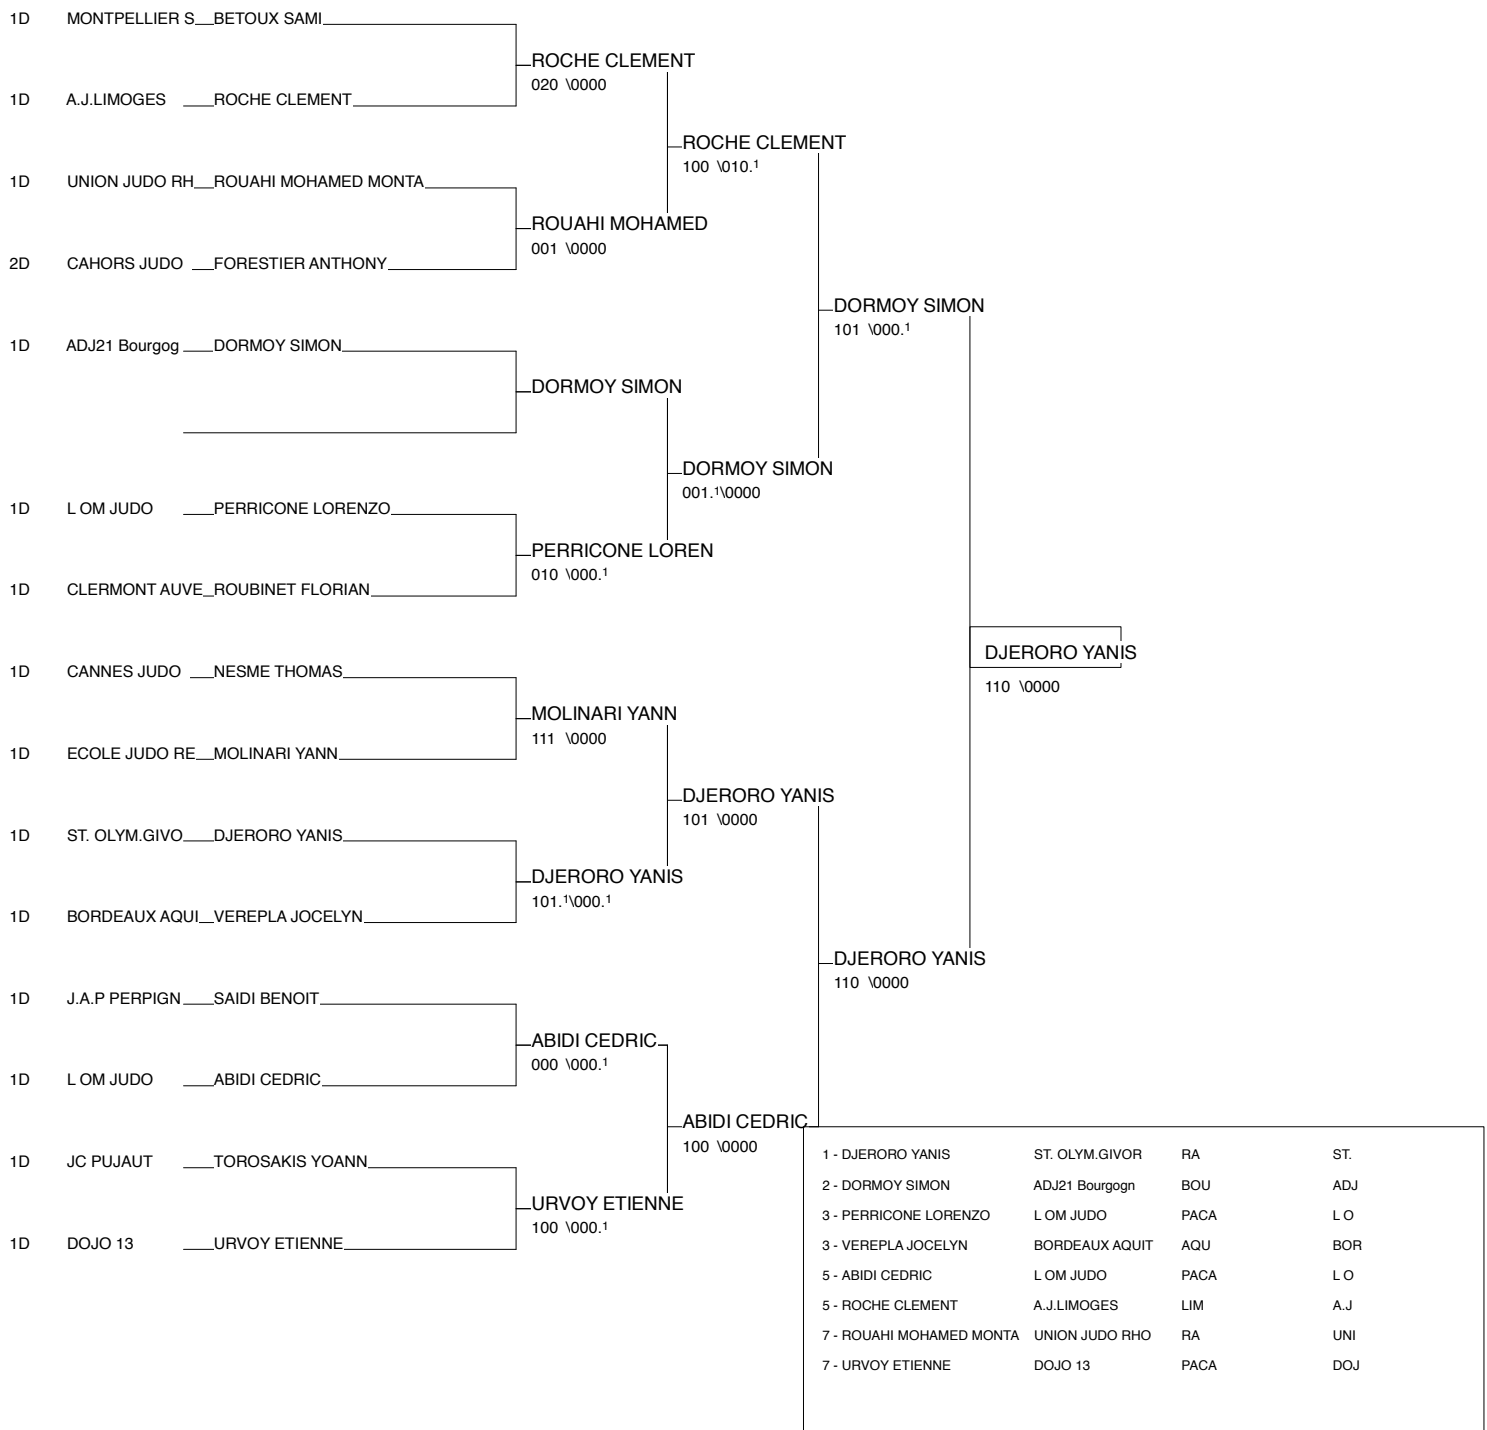 1D MONTPELLIER S BETOUX SAMI
ROCHE CLEMENT
020 \0000
1D A.J.LIMOGES ROCHE CLEMENT
ROCHE CLEMENT
100 \010.1
1D UNION JUDO RH ROUAHI MOHAMED MONTA
ROUAHI MOHAMED
001 \0000
2D CAHORS JUDO FORESTIER ANTHONY
DORMOY SIMON
101 \000.1
1D ADJ21 Bourgog DORMOY SIMON
DORMOY SIMON
DORMOY SIMON
001.1\0000
1D L OM JUDO PERRICONE LORENZO
PERRICONE LOREN
010 \000.1
1D CLERMONT AUVE ROUBINET FLORIAN
DJERORO YANIS
110 \0000
1D CANNES JUDO NESME THOMAS
MOLINARI YANN
111 \0000
1D ECOLE JUDO RE MOLINARI YANN
DJERORO YANIS
101 \0000
1D ST. OLYM.GIVO DJERORO YANIS
DJERORO YANIS
101.1\000.1
1D BORDEAUX AQUI VEREPLA JOCELYN
DJERORO YANIS
110 \0000
1D J.A.P PERPIGN SAIDI BENOIT
ABIDI CEDRIC
000 \000.1
1D L OM JUDO ABIDI CEDRIC
ABIDI CEDRIC
100 \0000
1D JC PUJAUT TOROSAKIS YOANN
URVOY ETIENNE
100 \000.1
1D DOJO 13 URVOY ETIENNE
1 - DJERORO YANIS ST. OLYM.GIVOR RA ST.
2 - DORMOY SIMON ADJ21 Bourgogn BOU ADJ
3 - PERRICONE LORENZO L OM JUDO PACA L O
3 - VEREPLA JOCELYN BORDEAUX AQUIT AQU BOR
5 - ABIDI CEDRIC L OM JUDO PACA L O
5 - ROCHE CLEMENT A.J.LIMOGES LIM A.J
7 - ROUAHI MOHAMED MONTA UNION JUDO RHO RA UNI
7 - URVOY ETIENNE DOJO 13 PACA DOJ